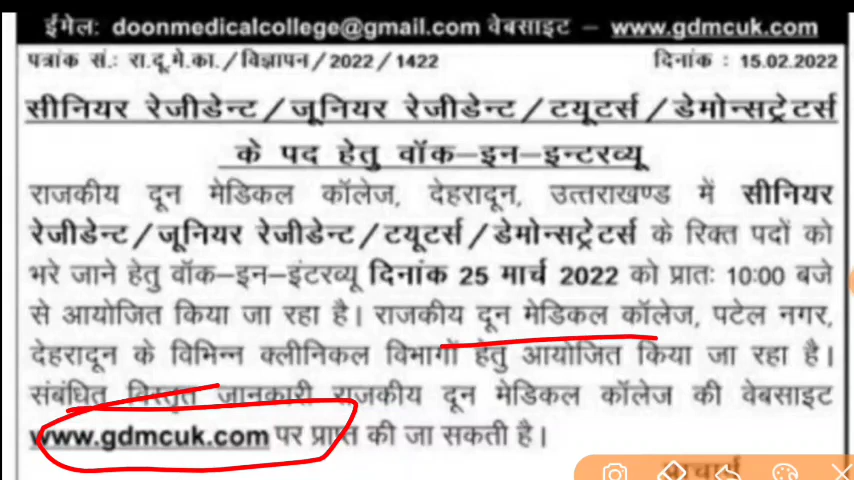 ईमेल: doonmedicalcollege@gmail.com वेबसाइट – www.gdmcuk.com
पत्रांक सं.: रा.दू.मे.का./विज्ञापन/2022/1422 दिनांक : 15.02.2022
सीनियर रेजीडेन्ट/जूनियर रेजीडेन्ट/टयूटर्स/डेमोन्सट्रेटर्स
के पद हेतु वॉक–इन–इन्टरव्यू
राजकीय दून मेडिकल कॉलेज, देहरादून, उत्तराखण्ड में सीनियर
रेजीडेन्ट/जूनियर रेजीडेन्ट/टयूटर्स/डेमोन्सट्रेटर्स के रिक्त पदों को
भरे जाने हेतु वॉक–इन–इंटरव्यू दिनांक 25 मार्च 2022 को प्रातः 10:00 बजे
से आयोजित किया जा रहा है। राजकीय दून मेडिकल कॉलेज, पटेल नगर,
देहरादून के विभिन्न क्लीनिकल विभागों हेतु आयोजित किया जा रहा है।
संबंधित विस्तृत जानकारी राजकीय दून मेडिकल कॉलेज की वेबसाइट
www.gdmcuk.com पर प्राप्त की जा सकती है।